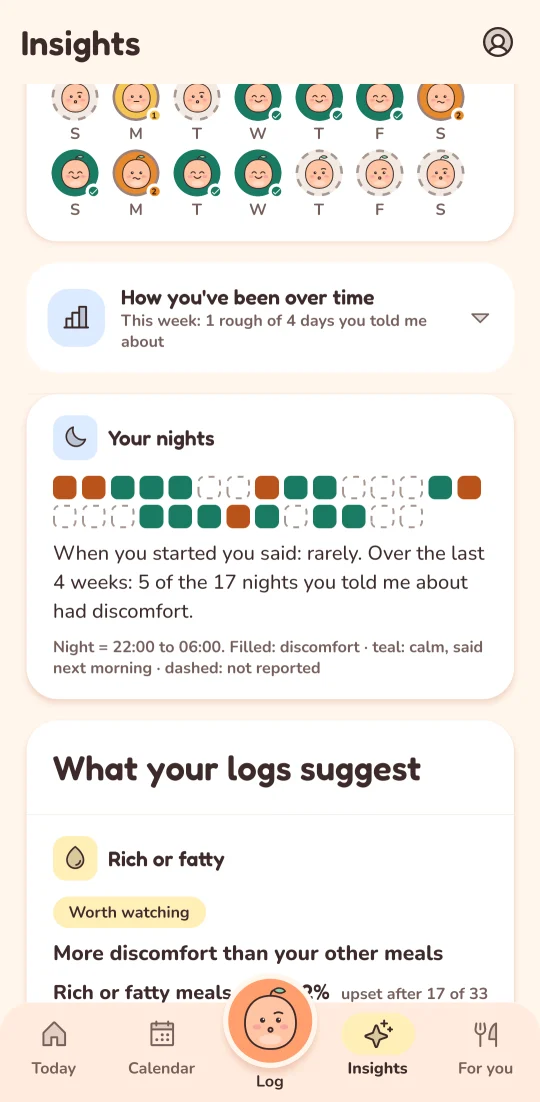 Insights
1
2
S M T W T F S
2
S M T W T F S
How you've been over time
This week: 1 rough of 4 days you told me
about
Your nights
When you started you said: rarely. Over the last
4 weeks: 5 of the 17 nights you told me about
had discomfort.
Night = 22:00 to 06:00. Filled: discomfort · teal: calm, said
next morning · dashed: not reported
What your logs suggest
Rich or fatty
Worth watching
More discomfort than your other meals
Rich or fatty meals
upset after 17 of 33
Today
Calendar
Log
Insights
For you